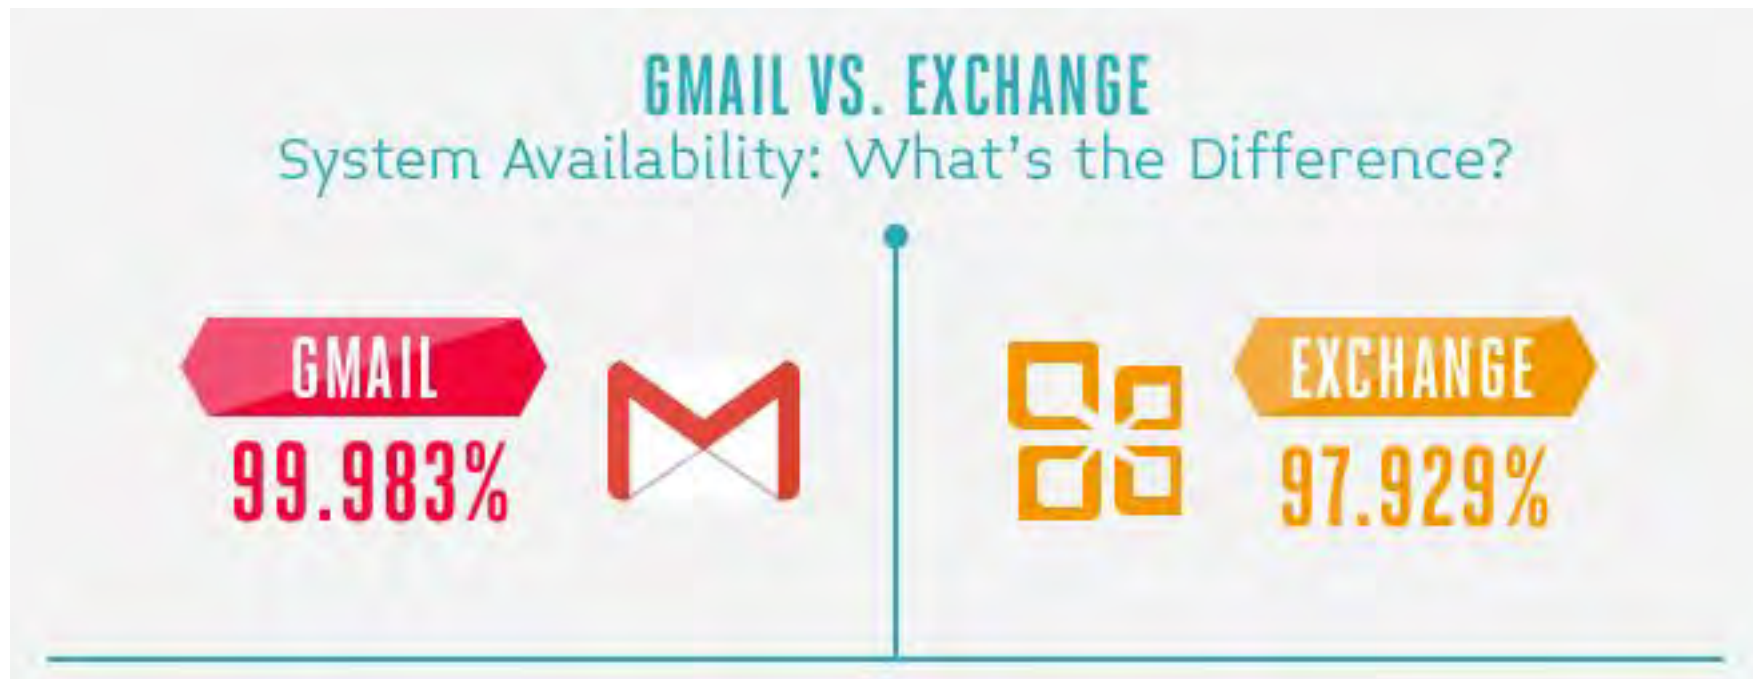 GMAIL VS. EXCHANGE
System Availability: What's the Difference?
GMAIL
99.983%
EXCHANGE
97.929%